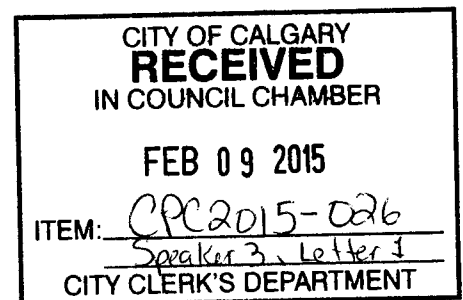 CITY OF CALGARY
RECEIVED
IN COUNCIL CHAMBER
FEB 09 2015
ITEM: CPC2015-026
Speaker 3, Letter 1
CITY CLERK'S DEPARTMENT